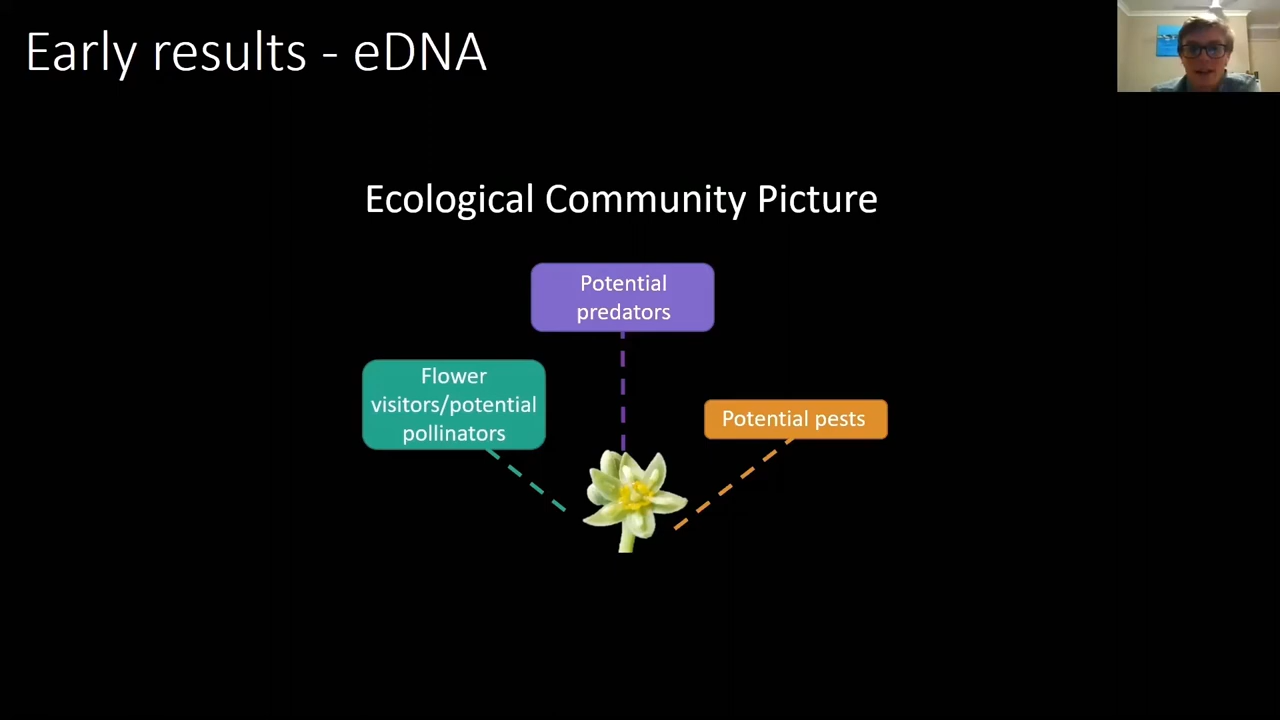 Early results - eDNA
Ecological Community Picture
Potential
predators
Flower
visitors/potential
pollinators
Potential pests